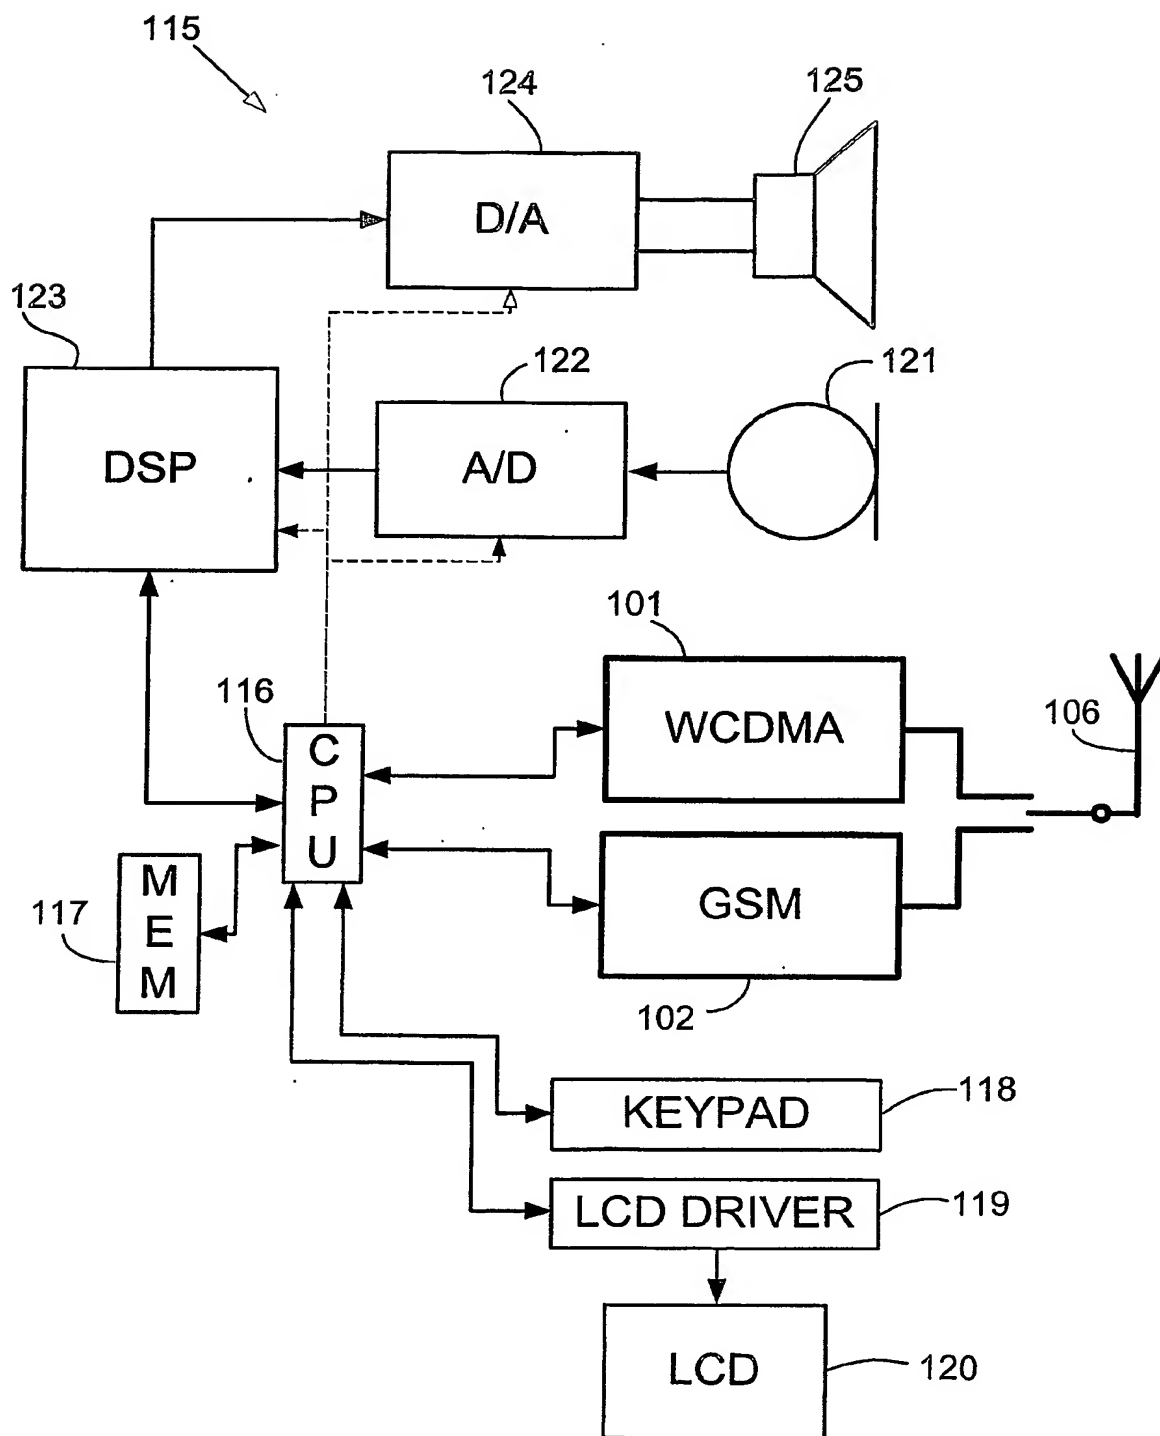 115
124
125
D/A
123
122
121
DSP
A/D
101
116
WCDMA
106
C
P
U
M
E
M
117
GSM
102
KEYPAD
118
LCD DRIVER
119
LCD
120